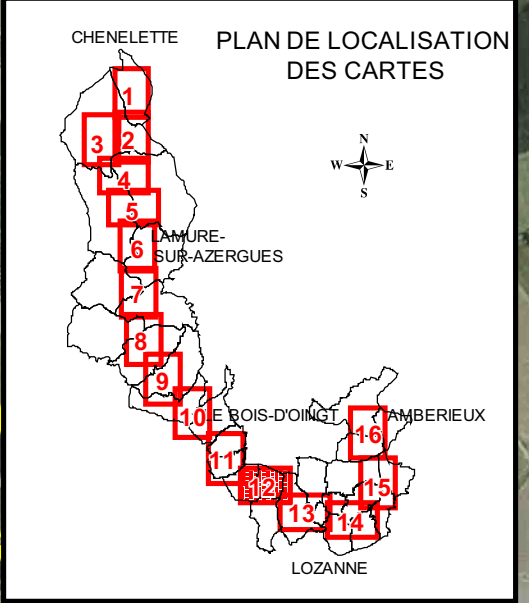 CHENELETTE
PLAN DE LOCALISATION
DES CARTES
N
W E
S
1
2
3
4
5
6
LAMURE-
SUR-AZERGUES
7
8
9
10
LE BOIS-D'OINGT
AMBERIEUX
16
11
12
15
13
14
LOZANNE